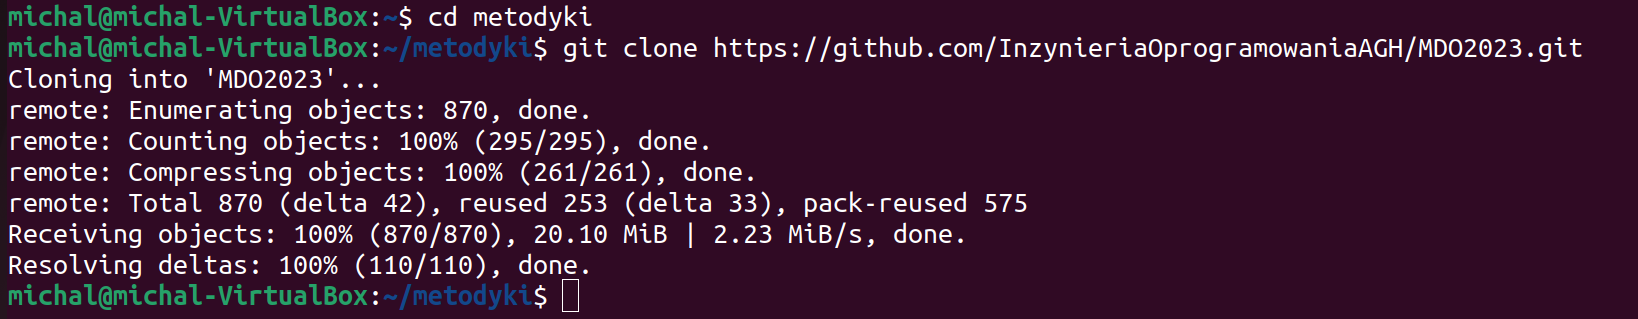 michal@michal-VirtualBox:~$ cd metodyki
michal@michal-VirtualBox:~/metodyki$ git clone https://github.com/InzynieriaOprogramowaniaAGH/MDO2023.git
Cloning into 'MDO2023'...
remote: Enumerating objects: 870, done.
remote: Counting objects: 100% (295/295), done.
remote: Compressing objects: 100% (261/261), done.
remote: Total 870 (delta 42), reused 253 (delta 33), pack-reused 575
Receiving objects: 100% (870/870), 20.10 MiB | 2.23 MiB/s, done.
Resolving deltas: 100% (110/110), done.
michal@michal-VirtualBox:~/metodyki$